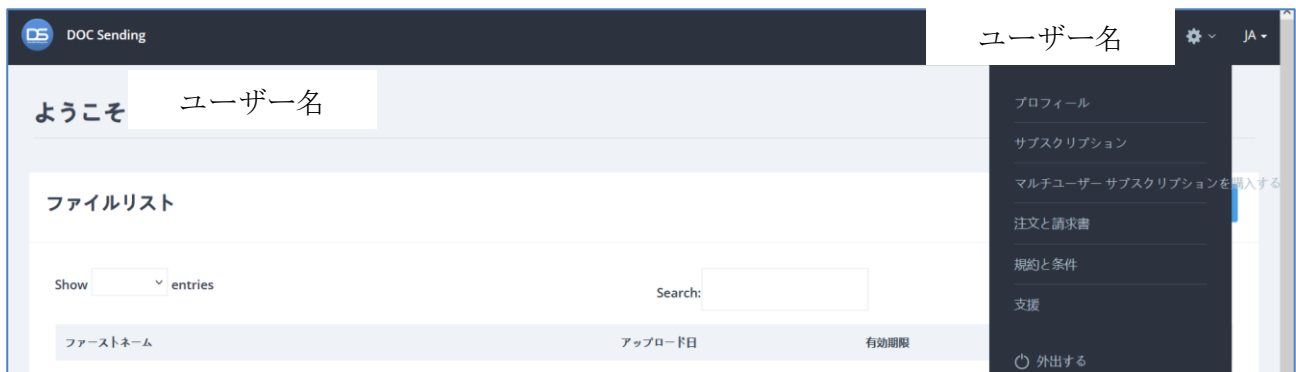 DS DOC Sending ユーザー名 JA
ようこそ ユーザー名
プロフィール
サブスクリプション
マルチユーザー サブスクリプションを購入する
ファイルリスト
注文と請求書
規約と条件
支援
Show entries Search:
ファーストネーム アップロード日 有効期限
外出する